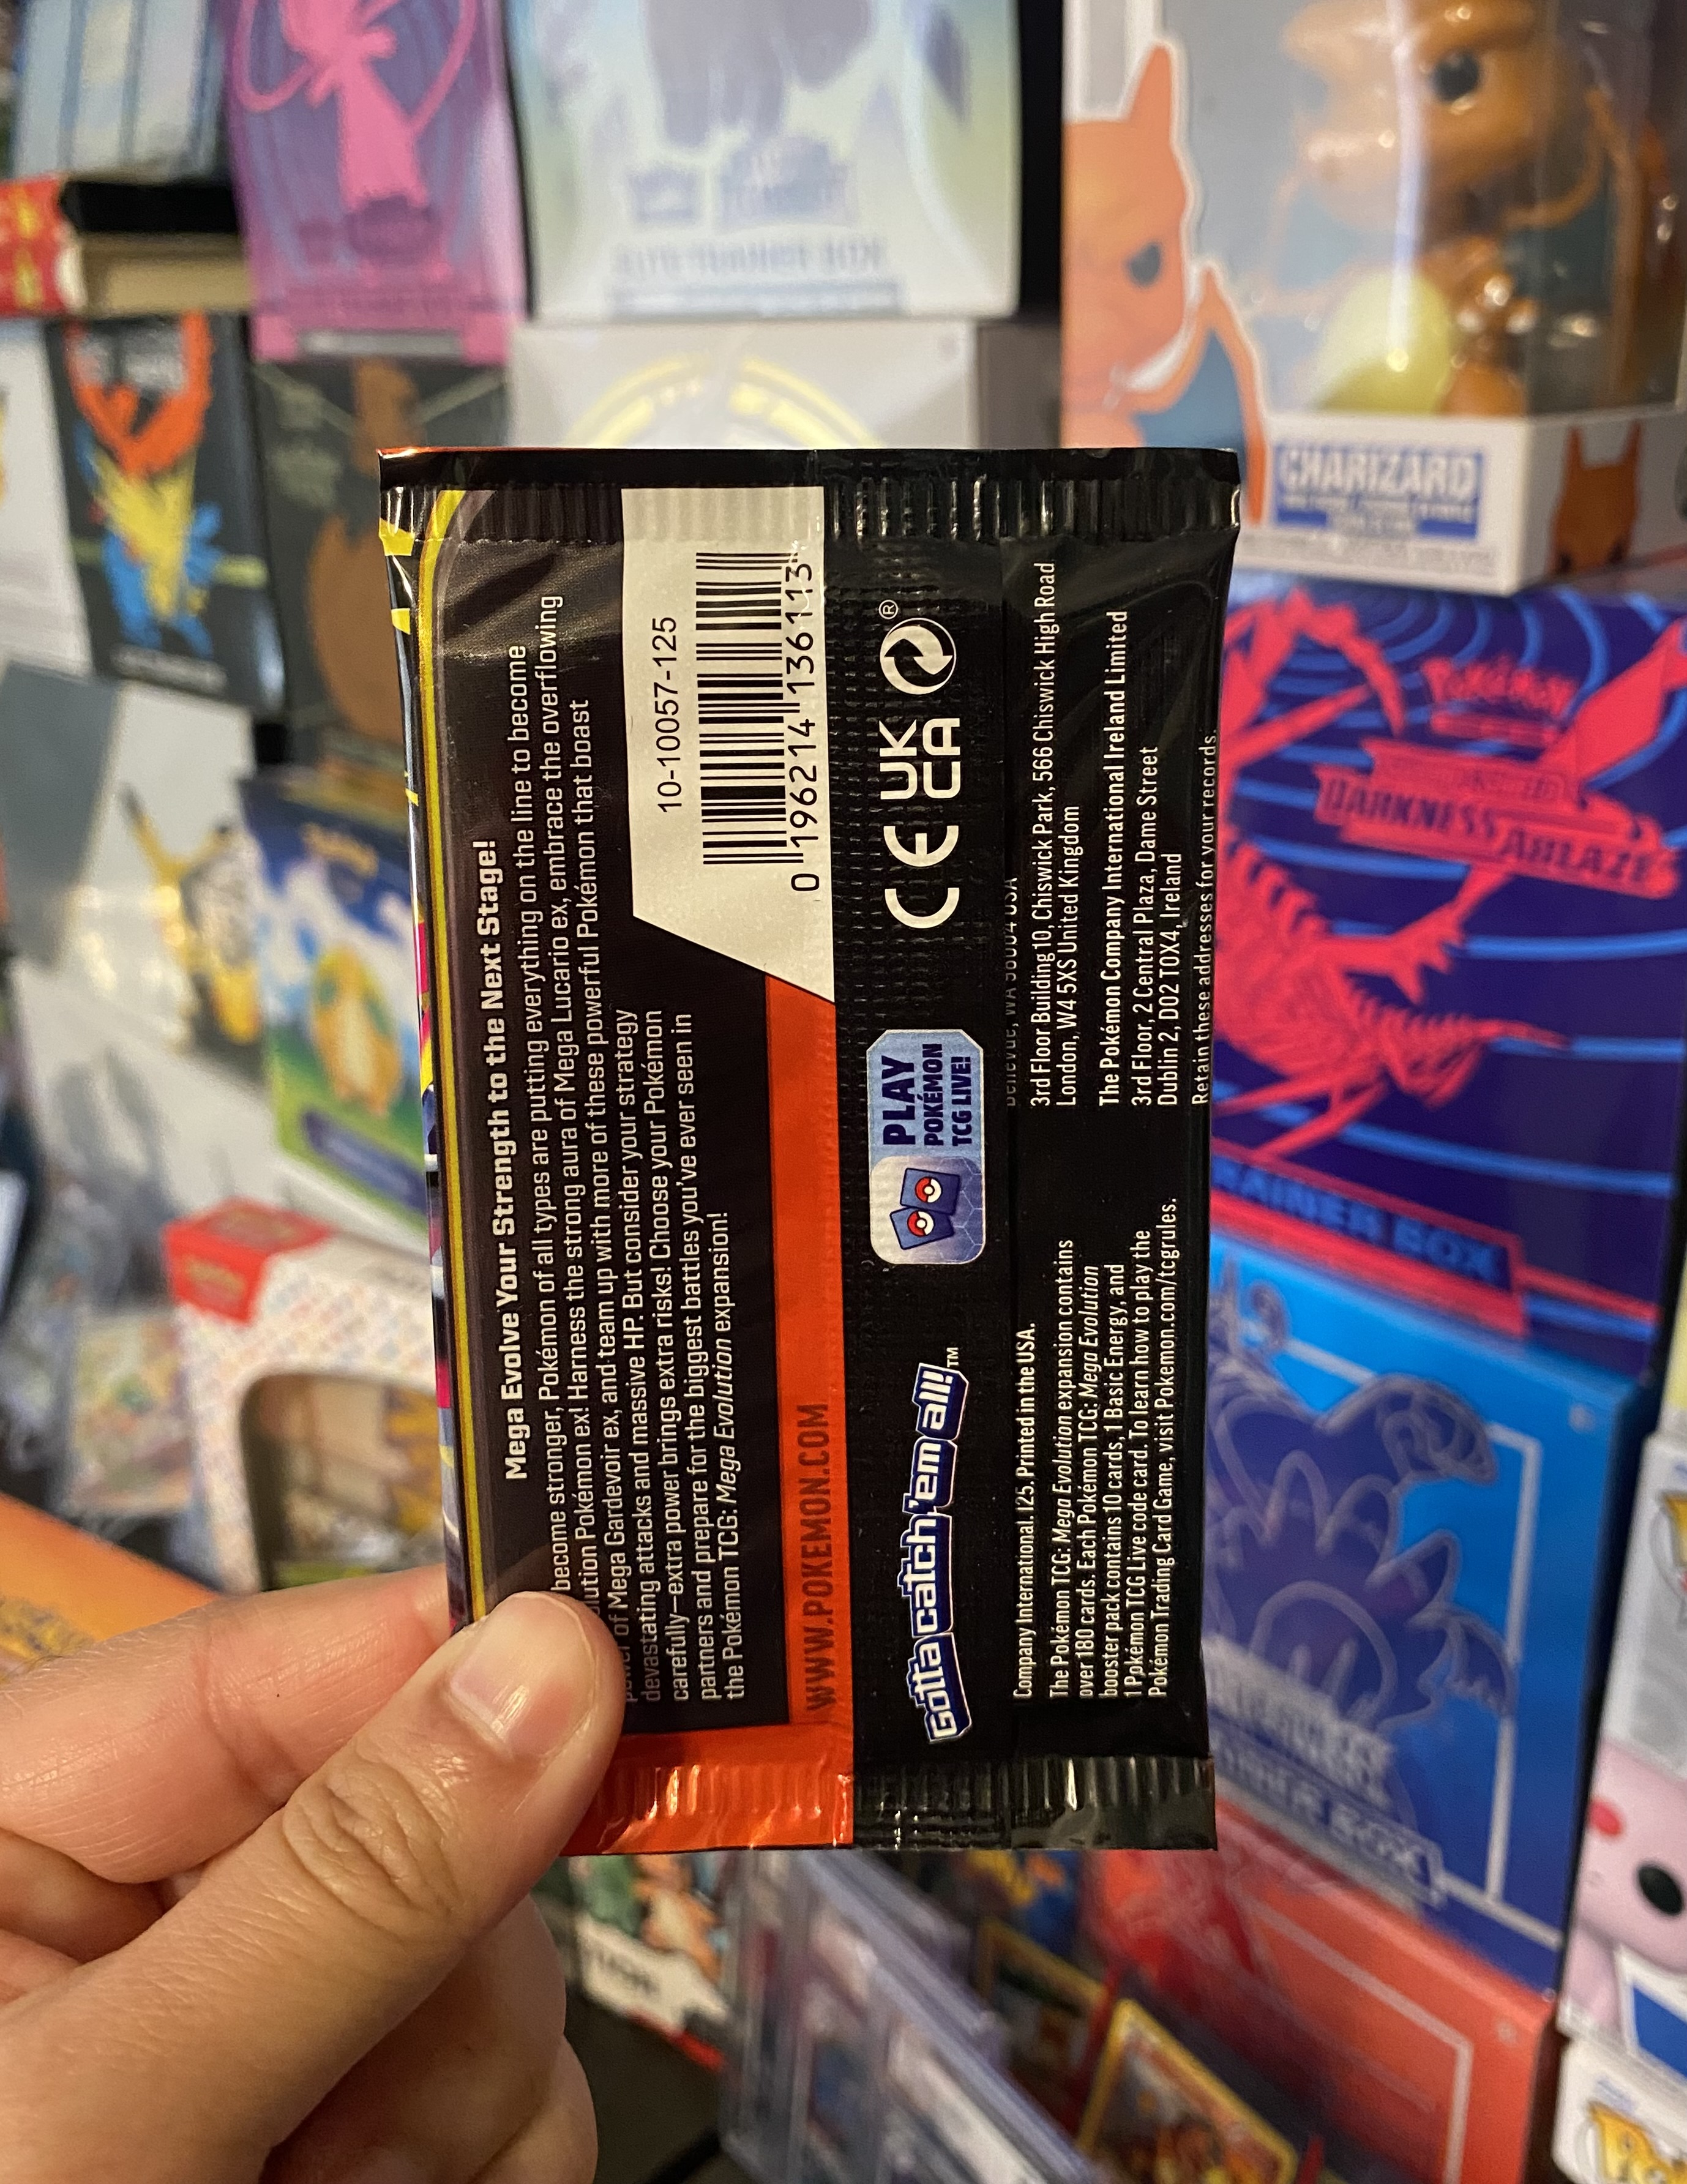 Mega Evolve Your Strength to the Next Stage!
become stronger, Pokémon of all types are putting everything on the line to become
Pokémon ex! Harness the strong aura of Mega Lucario ex, embrace the overflowing
of Mega Gardevoir ex, and team up with more of these powerful Pokémon that boast
devastating attacks and massive HP. But consider your strategy
carefully—extra power brings extra risks! Choose your Pokémon
partners and prepare for the biggest battles you've ever seen in
the Pokémon TCG: Mega Evolution expansion!
10-10057-125
0 196214 136113
WWW.POKEMON.COM
Gotta catch 'em all!™
PLAY
POKÉMON
TCG LIVE!
CE UK
CA
®
Company International. 125. Printed in the USA.
The Pokémon TCG: Mega Evolution expansion contains
over 180 cards. Each Pokémon TCG: Mega Evolution
booster pack contains 10 cards, 1 Basic Energy, and
1 Pokémon TCG Live code card. To learn how to play the
Pokémon Trading Card Game, visit Pokemon.com/tcgrules.
3rd Floor Building 10, Chiswick Park, 566 Chiswick High Road
London, W4 5XS United Kingdom
The Pokémon Company International Ireland Limited
3rd Floor, 2 Central Plaza, Dame Street
Dublin 2, D02 T0X4, Ireland
Retain these addresses for your records.
ELITE TRAINER BOX
CHARIZARD
POKÉMON
DARKNESS ABLAZE
TRAINER BOX